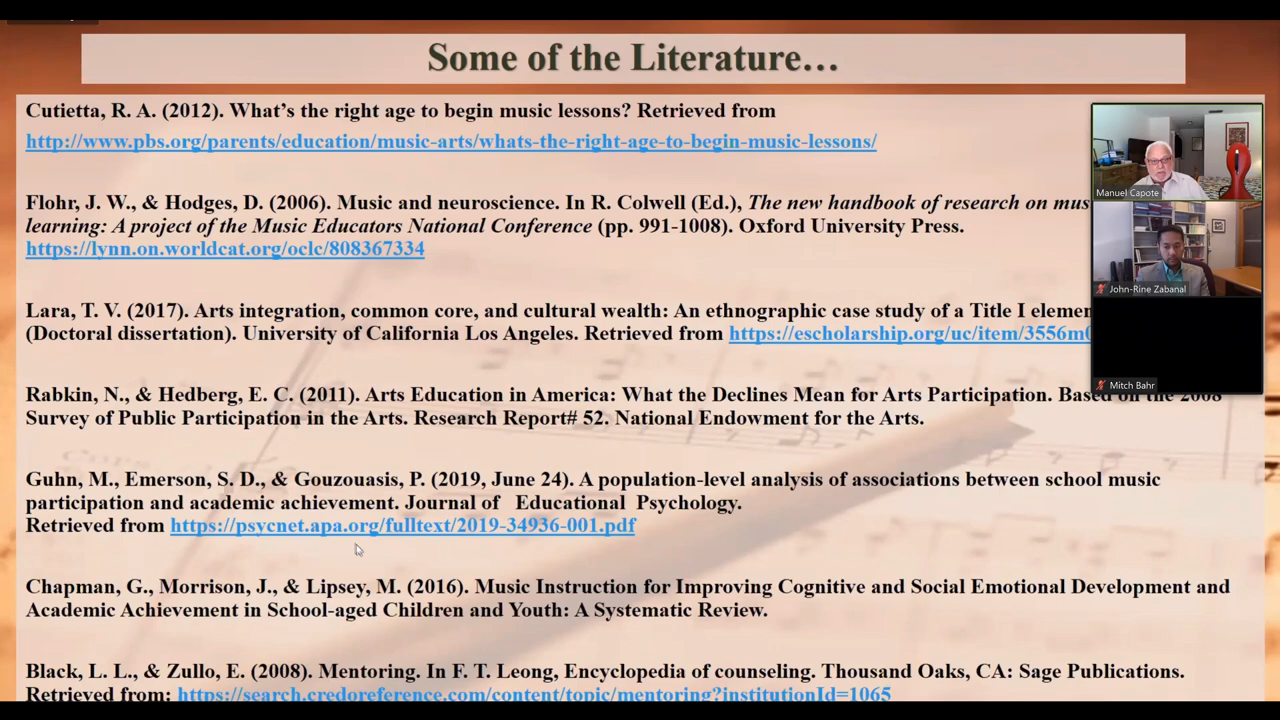 Some of the Literature…
Cutietta, R. A. (2012). What’s the right age to begin music lessons? Retrieved from
http://www.pbs.org/parents/education/music-arts/whats-the-right-age-to-begin-music-lessons/
Flohr, J. W., & Hodges, D. (2006). Music and neuroscience. In R. Colwell (Ed.), The new handbook of research on
learning: A project of the Music Educators National Conference (pp. 991-1008). Oxford University Press.
https://lynn.on.worldcat.org/oclc/808367334
Lara, T. V. (2017). Arts integration, common core, and cultural wealth: An ethnographic case study of a Title I
(Doctoral dissertation). University of California Los Angeles. Retrieved from
Rabkin, N., & Hedberg, E. C. (2011). Arts Education in America: What the Declines Mean for Arts Participation. Based on the 2008
Survey of Public Participation in the Arts. Research Report# 52. National Endowment for the Arts.
Guhn, M., Emerson, S. D., & Gouzouasis, P. (2019, June 24). A population-level analysis of associations between school music
participation and academic achievement. Journal of Educational Psychology.
Retrieved from https://psycnet.apa.org/fulltext/2019-34936-001.pdf
Chapman, G., Morrison, J., & Lipsey, M. (2016). Music Instruction for Improving Cognitive and Social Emotional Development and
Academic Achievement in School-aged Children and Youth: A Systematic Review.
Black, L. L., & Zullo, E. (2008). Mentoring. In F. T. Leong, Encyclopedia of counseling. Thousand Oaks, CA: Sage Publications.
Retrieved from: https://search.credoreference.com/content/topic/mentoring?institutionId=1065
Manuel Capote
John-Rine Zabanal
Mitch Bahr